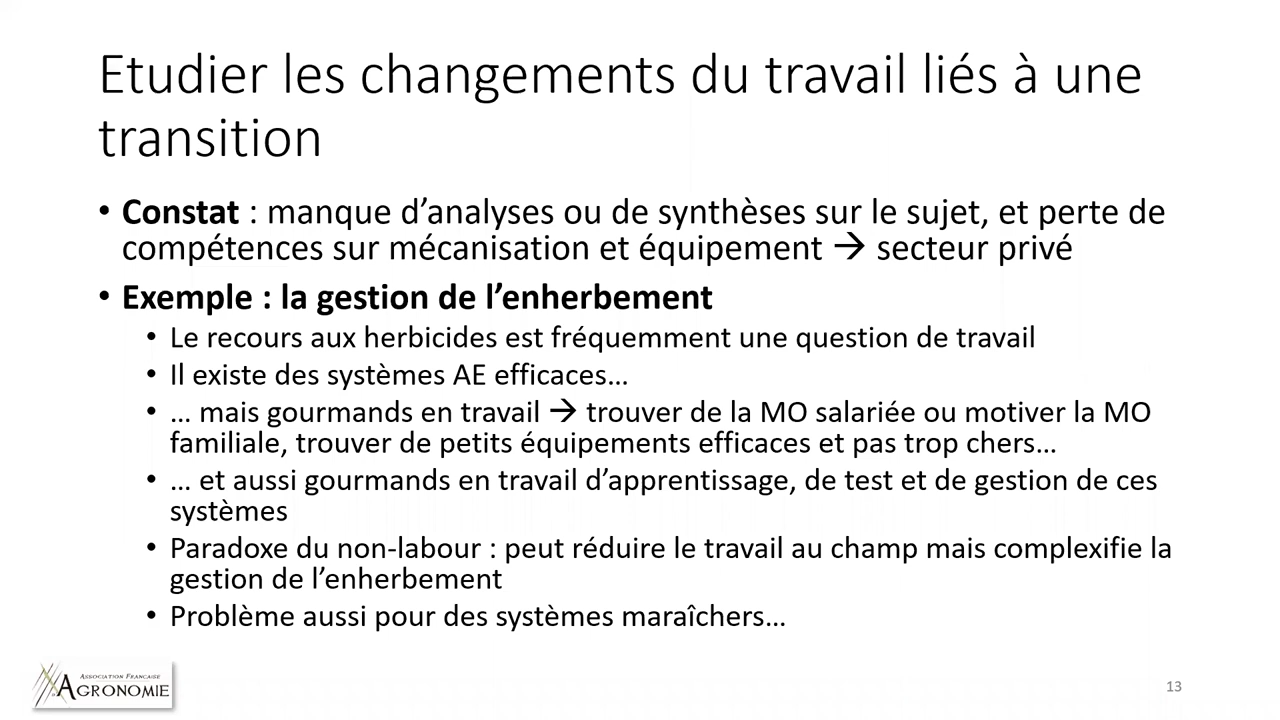 Etudier les changements du travail liés à une
transition
• Constat : manque d’analyses ou de synthèses sur le sujet, et perte de
compétences sur mécanisation et équipement → secteur privé
• Exemple : la gestion de l’enherbement
• Le recours aux herbicides est fréquemment une question de travail
• Il existe des systèmes AE efficaces…
• … mais gourmands en travail → trouver de la MO salariée ou motiver la MO
familiale, trouver de petits équipements efficaces et pas trop chers…
• … et aussi gourmands en travail d’apprentissage, de test et de gestion de ces
systèmes
• Paradoxe du non-labour : peut réduire le travail au champ mais complexifie la
gestion de l’enherbement
• Problème aussi pour des systèmes maraîchers…
Association Française
Agronomie
13